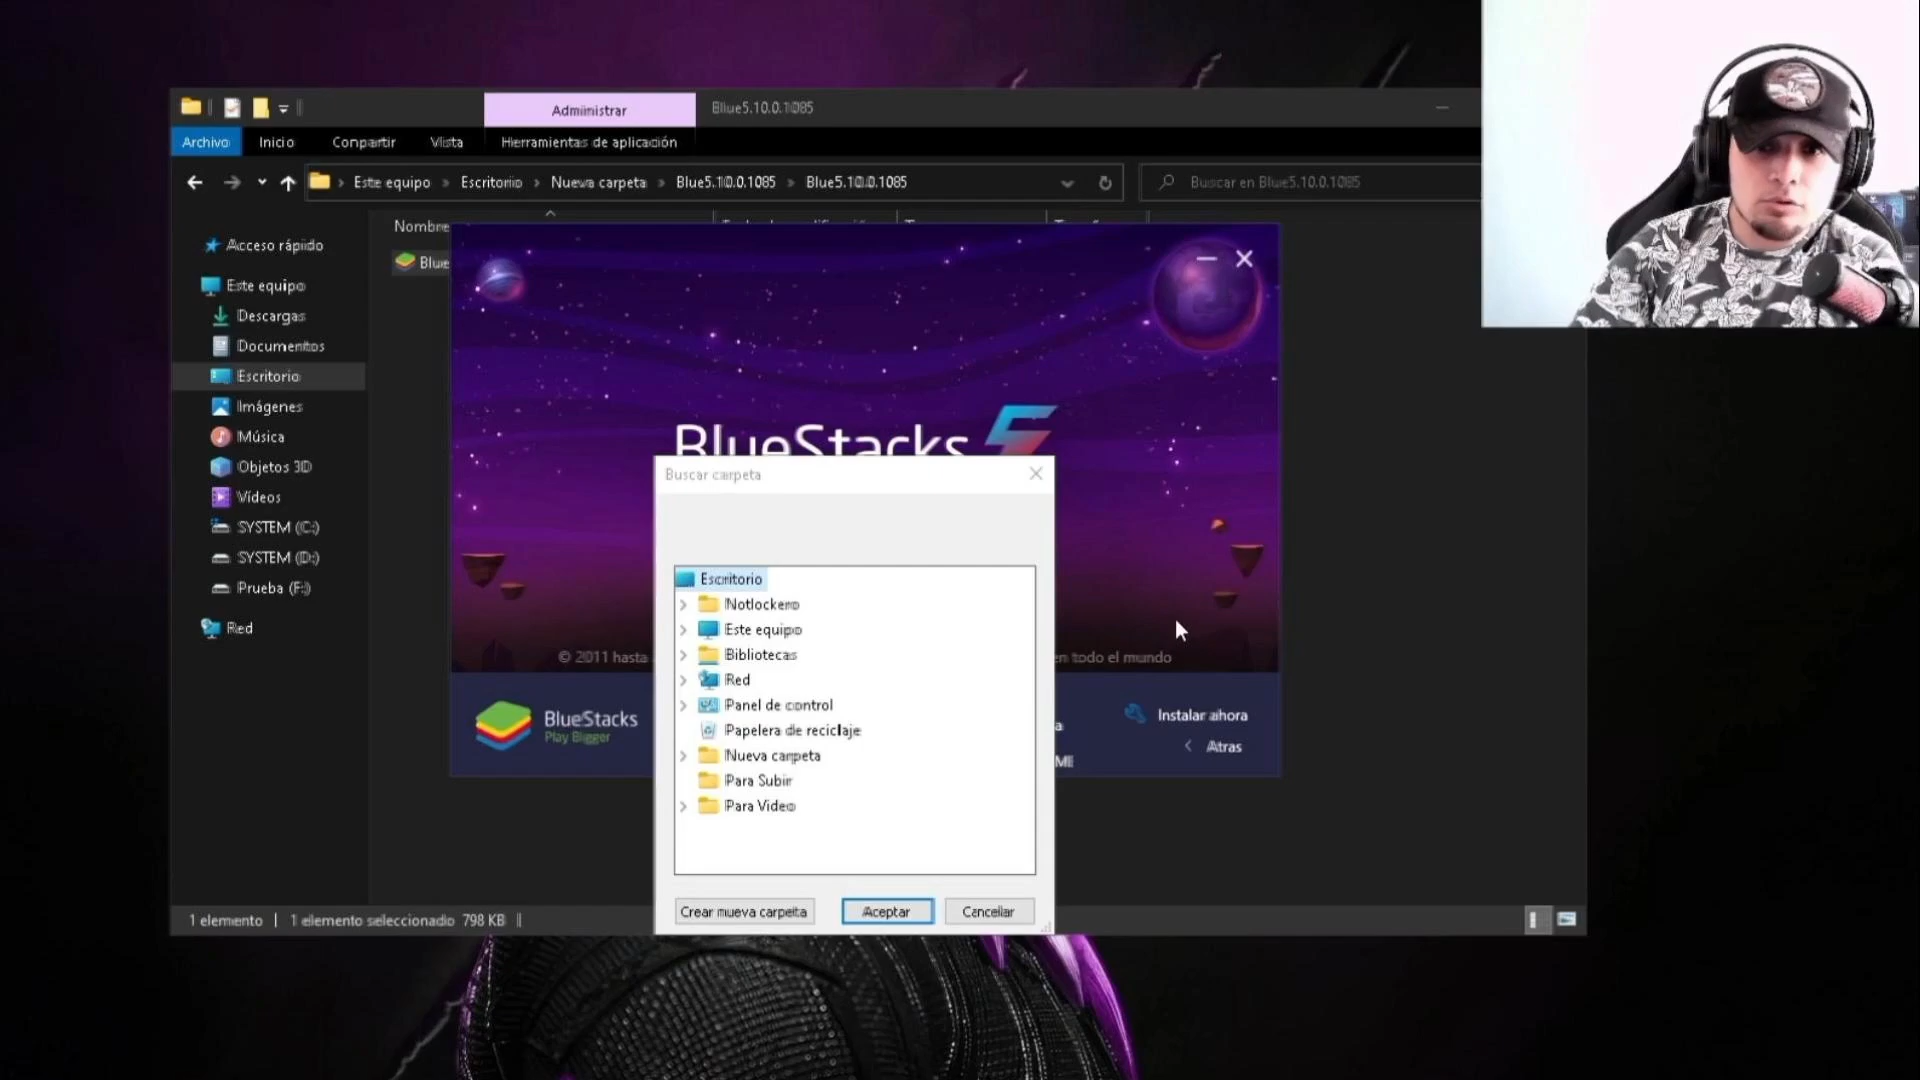 Administrar
Blue5.10.0.1085
Archivo
Inicio
Compartir
Vista
Herramientas de aplicación
Este equipo
Escritorio
Nueva carpeta
Blue5.10.0.1085
Blue5.10.0.1085
Buscar en Blue5.10.0.1085
Nombre
Blue
Acceso rápido
Este equipo
Descargas
Documentos
Escritorio
Imágenes
Música
Objetos 3D
Vídeos
SYSTEM (C:)
SYSTEM (D:)
Prueba (F:)
Red
BlueStacks 5
© 2011 hasta
en todo el mundo
BlueStacks
Play Bigger
Instalar ahora
Atras
Buscar carpeta
Escritorio
Notlockero
Este equipo
Bibliotecas
Red
Panel de control
Papelera de reciclaje
Nueva carpeta
Para Subir
Para Video
Crear nueva carpeta
Aceptar
Cancelar
1 elemento
1 elemento seleccionado 798 KB